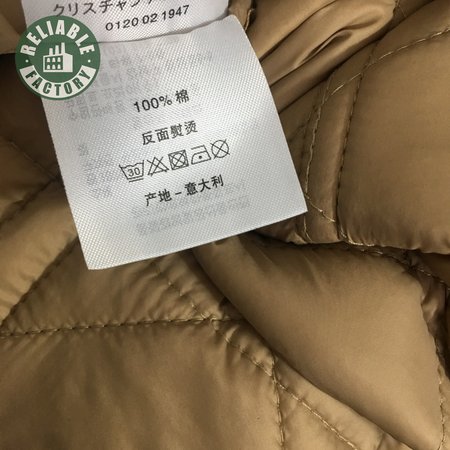 クリスチャン
0120 02 1947
100% 棉
反面熨烫
30
产地 – 意大利
RELIABLE
FACTORY